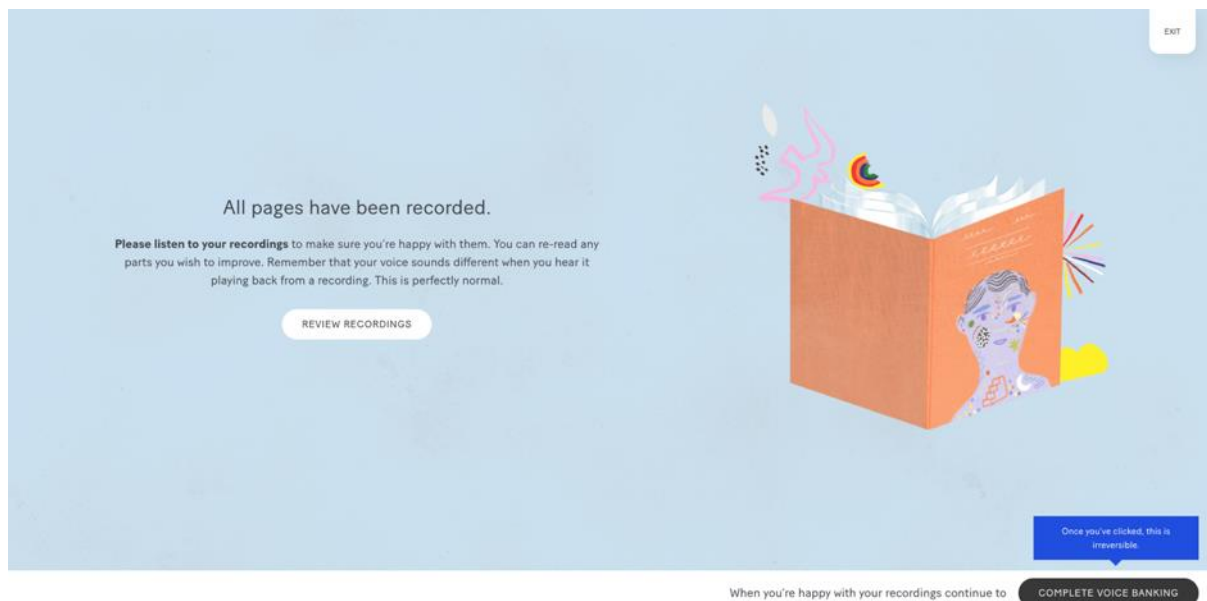 EXIT
All pages have been recorded.
Please listen to your recordings to make sure you're happy with them. You can re-read any
parts you wish to improve. Remember that your voice sounds different when you hear it
playing back from a recording. This is perfectly normal.
REVIEW RECORDINGS
Once you've clicked, this is
irreversible.
When you're happy with your recordings continue to
COMPLETE VOICE BANKING